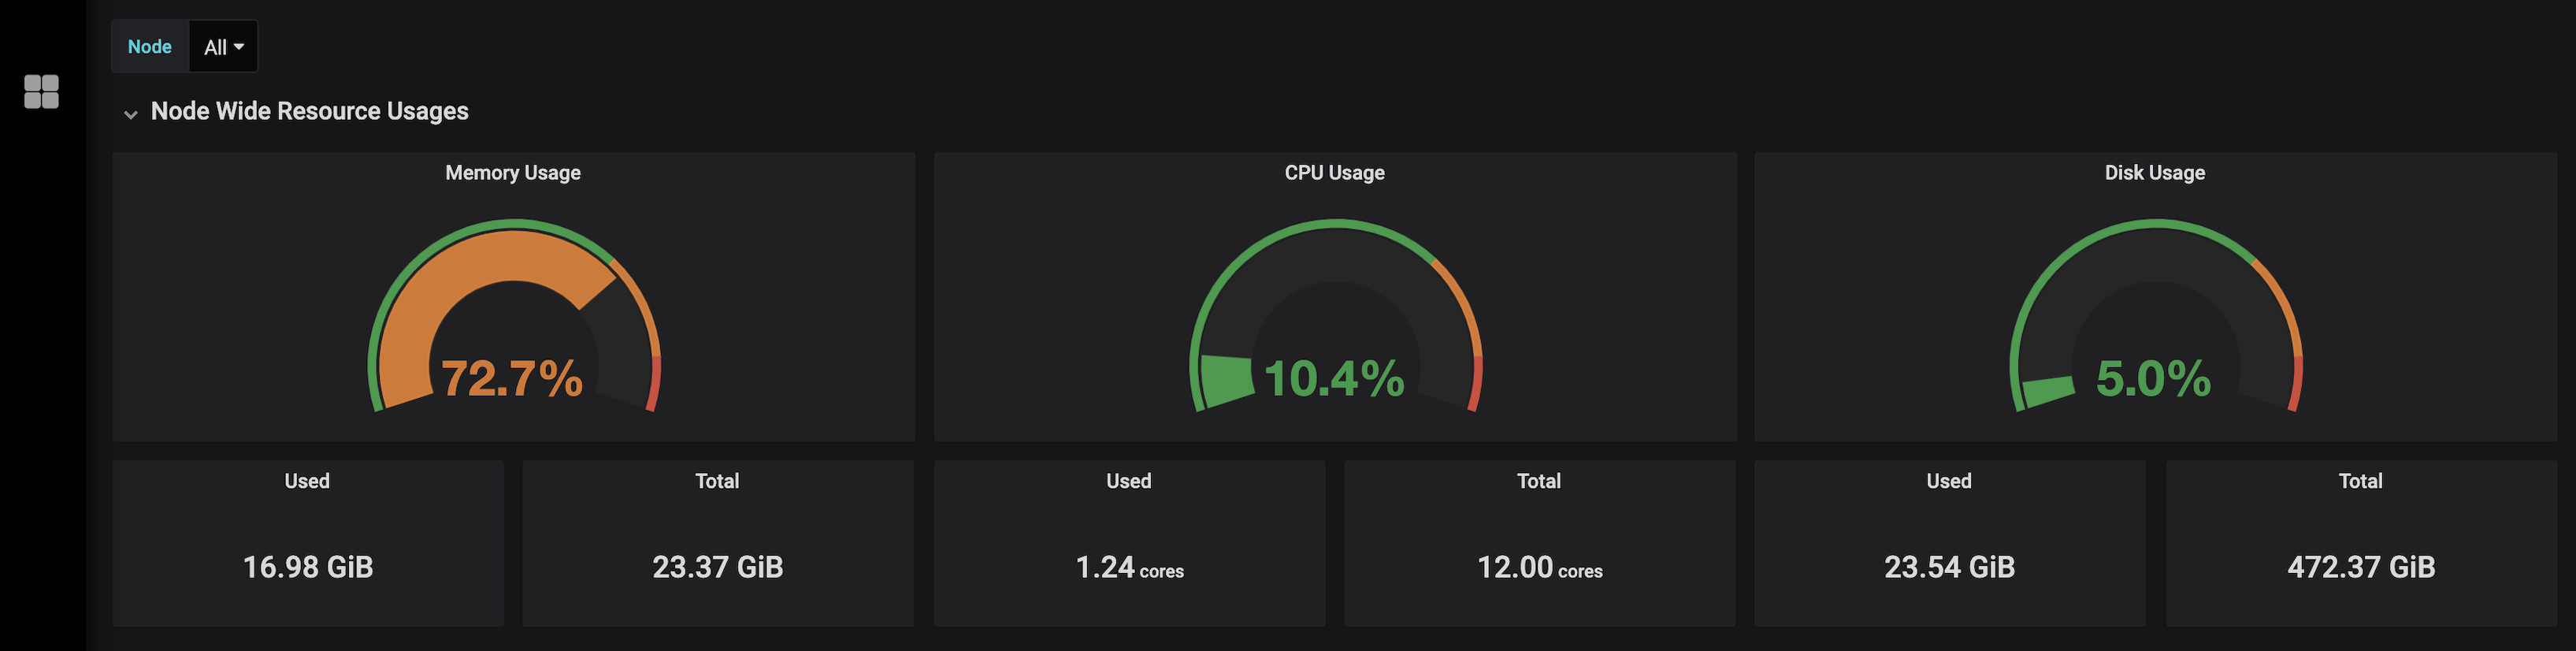 Node All
Node Wide Resource Usages
Memory Usage
72.7%
CPU Usage
10.4%
Disk Usage
5.0%
Used
16.98 GiB
Total
23.37 GiB
Used
1.24 cores
Total
12.00 cores
Used
23.54 GiB
Total
472.37 GiB